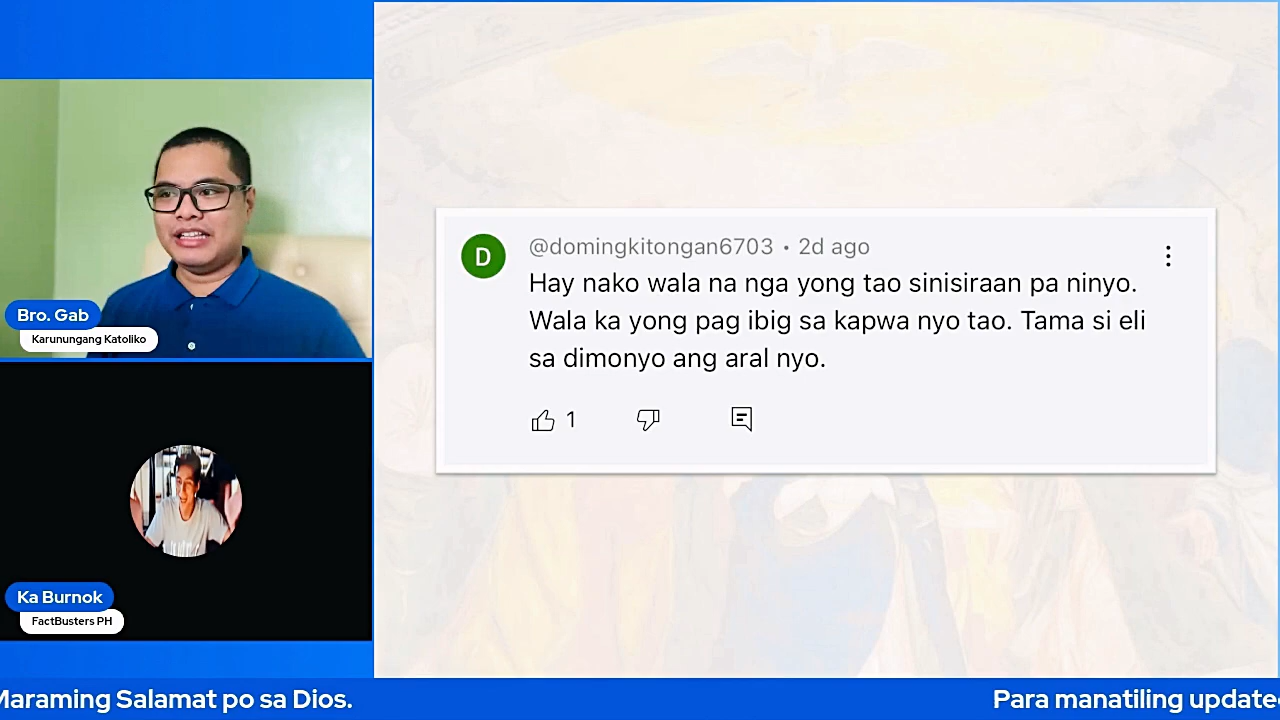 Bro. Gab
Karunungang Katoliko
Ka Burnok
FactBusters PH
D
@domingkitongan6703 • 2d ago
Hay nako wala na nga yong tao sinisiraan pa ninyo.
Wala ka yong pag ibig sa kapwa nyo tao. Tama si eli
sa dimonyo ang aral nyo.
1
Maraming Salamat po sa Dios.
Para manatiling update